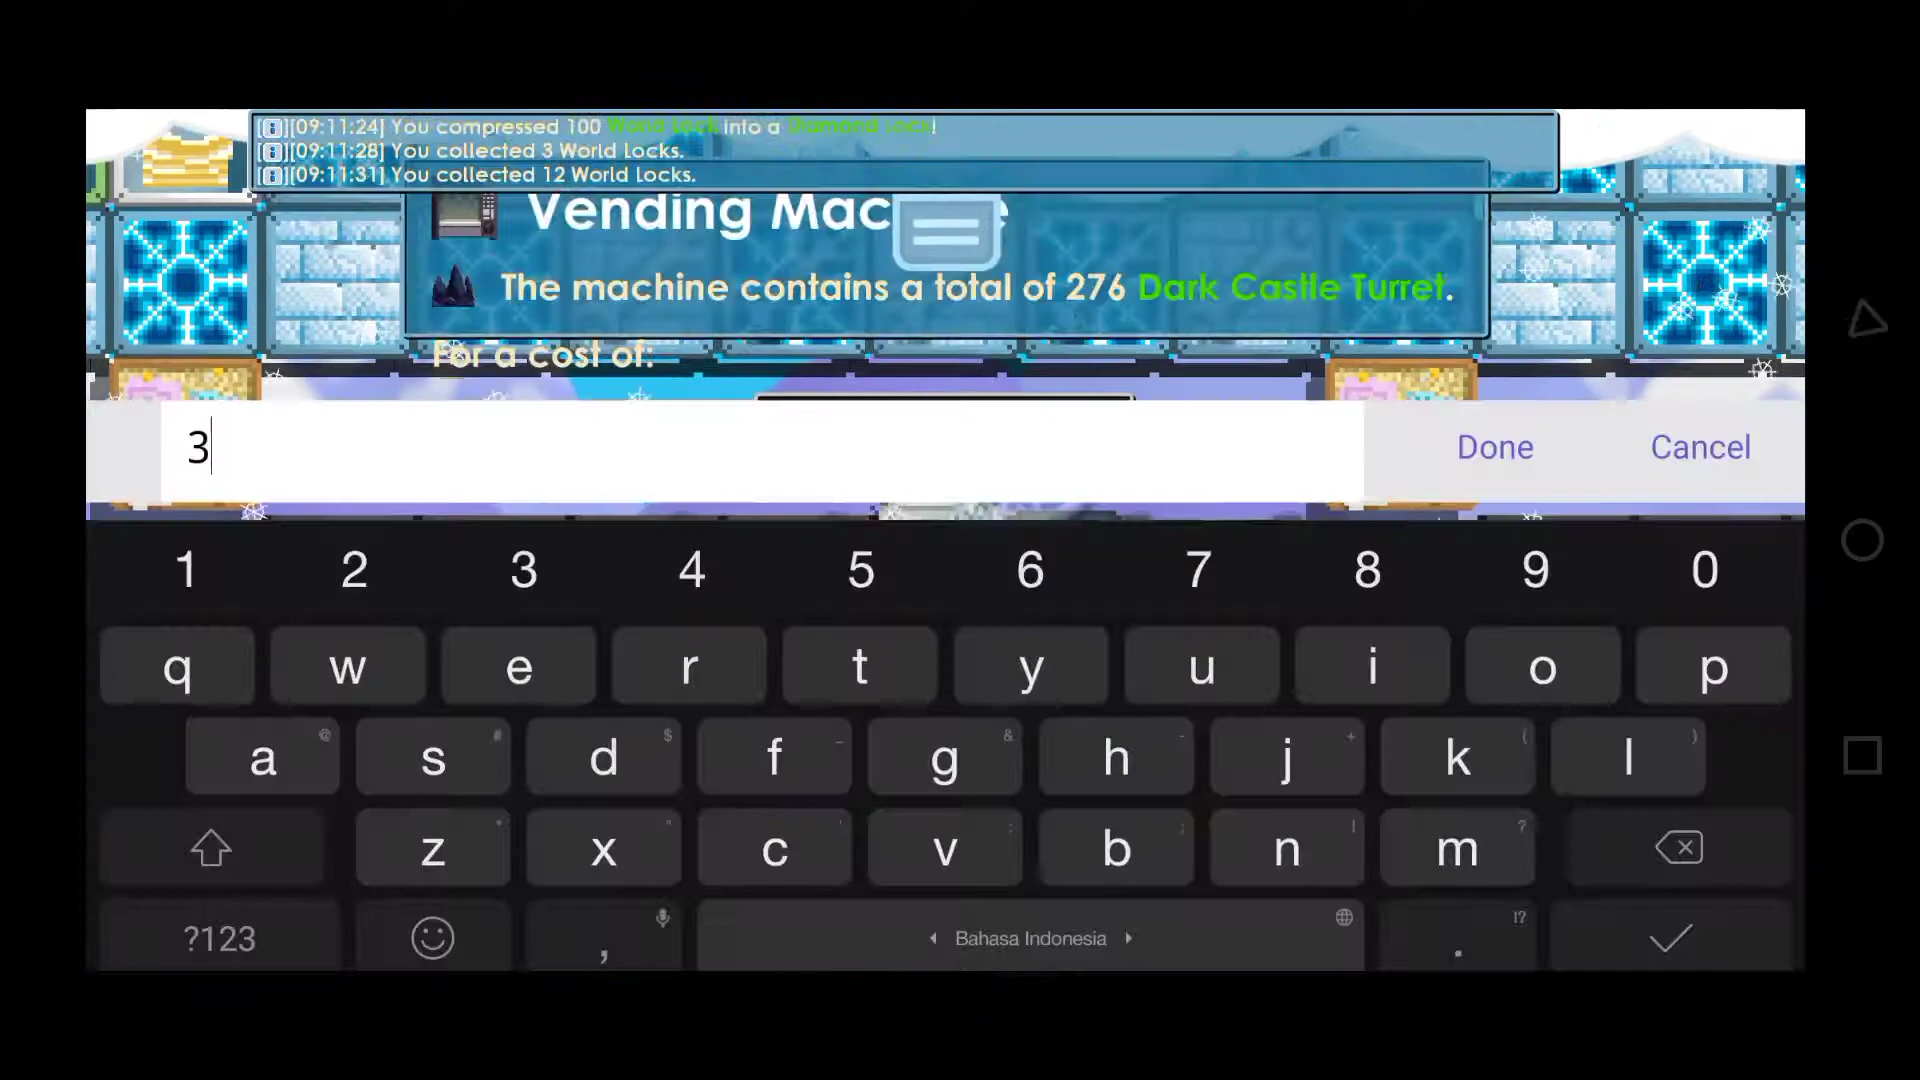 [09:11:24] You compressed 100 World Lock into a Diamond Lock!
[09:11:28] You collected 3 World Locks.
[09:11:31] You collected 12 World Locks.
Vending Mac e
The machine contains a total of 276 Dark Castle Turret.
For a cost of:
3 Done Cancel
1 2 3 4 5 6 7 8 9 0
q w e r t y u i o p
@ # $ _ & - + ( )
a s d f g h j k l
* " ' : ; ! ?
z x c v b n m
!?
?123 , Bahasa Indonesia .